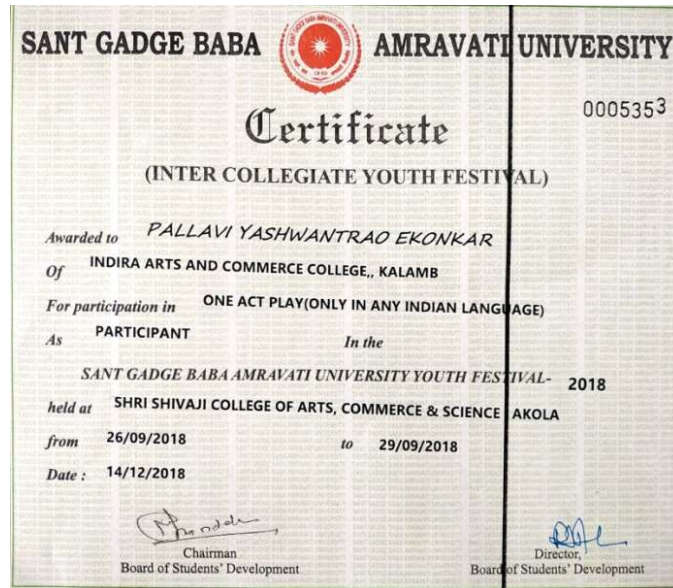 SANT GADGE BABA AMRAVATI UNIVERSITY
0005353
Certificate
(INTER COLLEGIATE YOUTH FESTIVAL)
Awarded to PALLAVI YASHWANTRAO EKONKAR
Of INDIRA ARTS AND COMMERCE COLLEGE,, KALAMB
For participation in ONE ACT PLAY(ONLY IN ANY INDIAN LANGUAGE)
As PARTICIPANT In the
SANT GADGE BABA AMRAVATI UNIVERSITY YOUTH FESTIVAL- 2018
held at SHRI SHIVAJI COLLEGE OF ARTS, COMMERCE & SCIENCE AKOLA
from 26/09/2018 to 29/09/2018
Date : 14/12/2018
Chairman Director,
Board of Students' Development Board of Students' Development